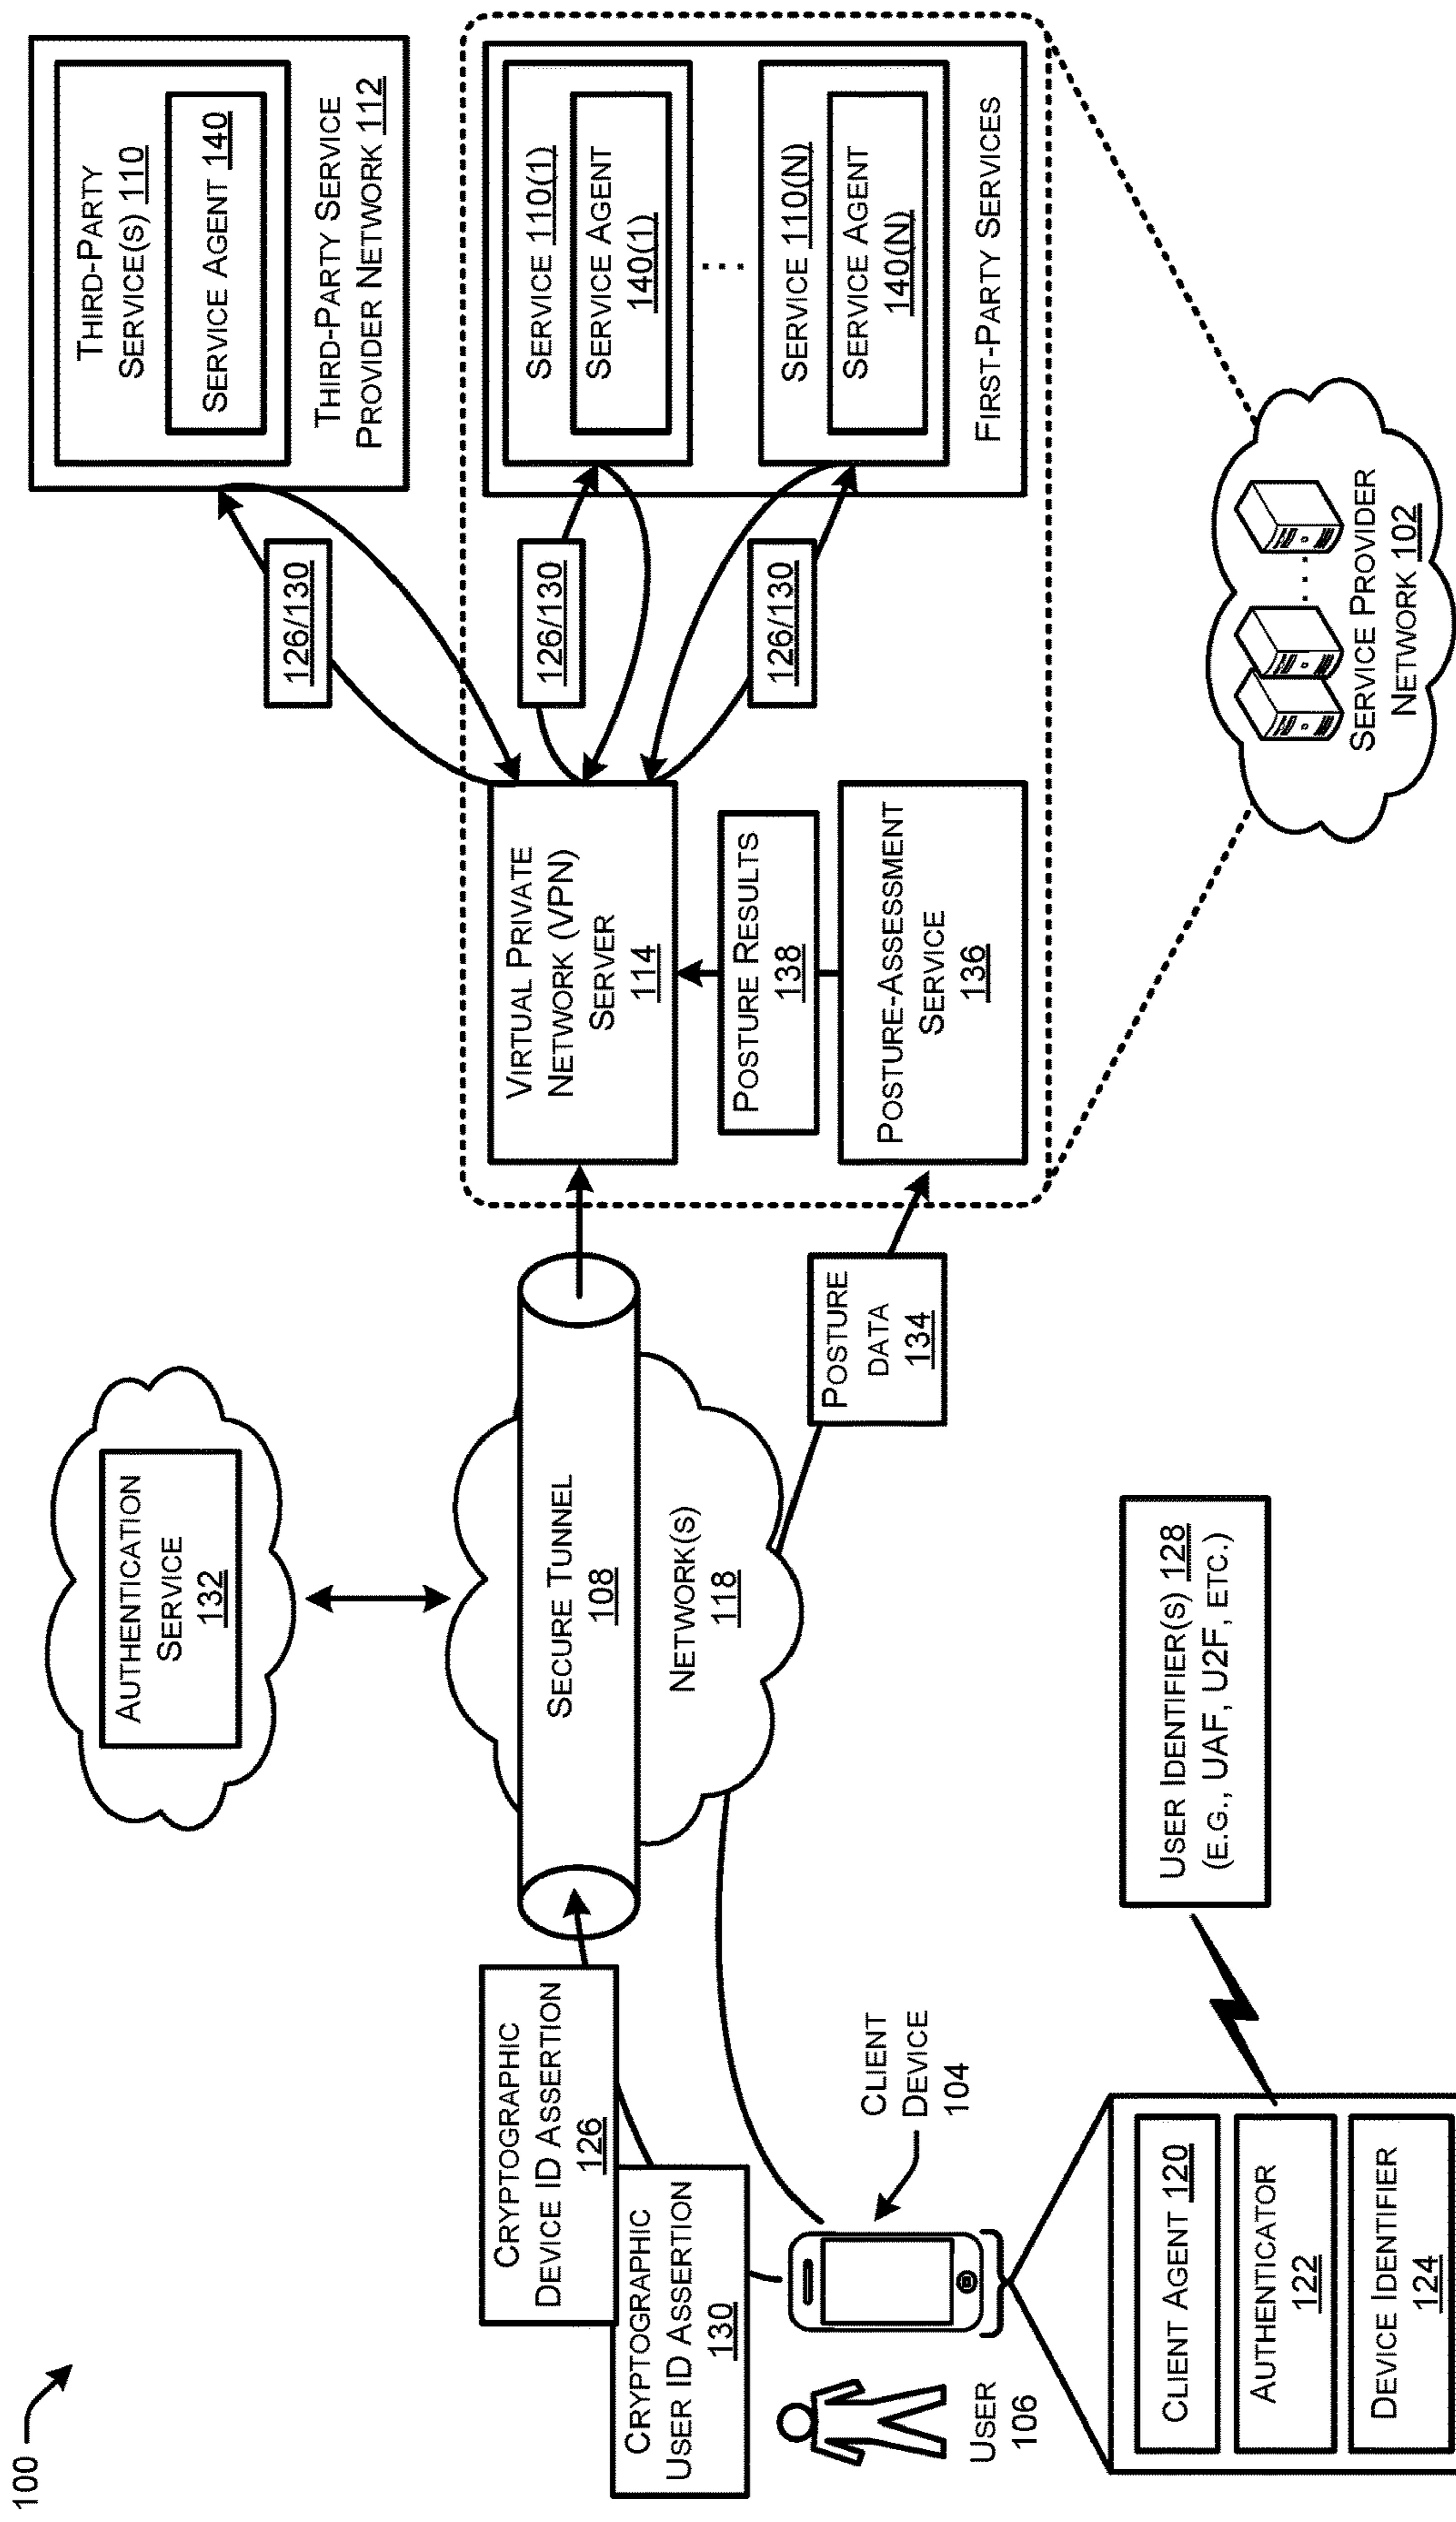 100
AUTHENTICATION
SERVICE
132
THIRD-PARTY
SERVICE(S) 110
SERVICE AGENT 140
THIRD-PARTY SERVICE
PROVIDER NETWORK 112
126/130
CRYPTOGRAPHIC
DEVICE ID ASSERTION
126
CRYPTOGRAPHIC
USER ID ASSERTION
130
SECURE TUNNEL
108
NETWORK(S)
118
VIRTUAL PRIVATE
NETWORK (VPN)
SERVER
114
126/130
126/130
SERVICE 110(1)
SERVICE AGENT
140(1)
...
SERVICE 110(N)
SERVICE AGENT
140(N)
FIRST-PARTY SERVICES
POSTURE RESULTS
138
POSTURE-ASSESSMENT
SERVICE
136
POSTURE
DATA
134
USER
106
CLIENT
DEVICE
104
CLIENT AGENT 120
AUTHENTICATOR
122
DEVICE IDENTIFIER
124
USER IDENTIFIER(S) 128
(E.G., UAF, U2F, ETC.)
SERVICE PROVIDER
NETWORK 102